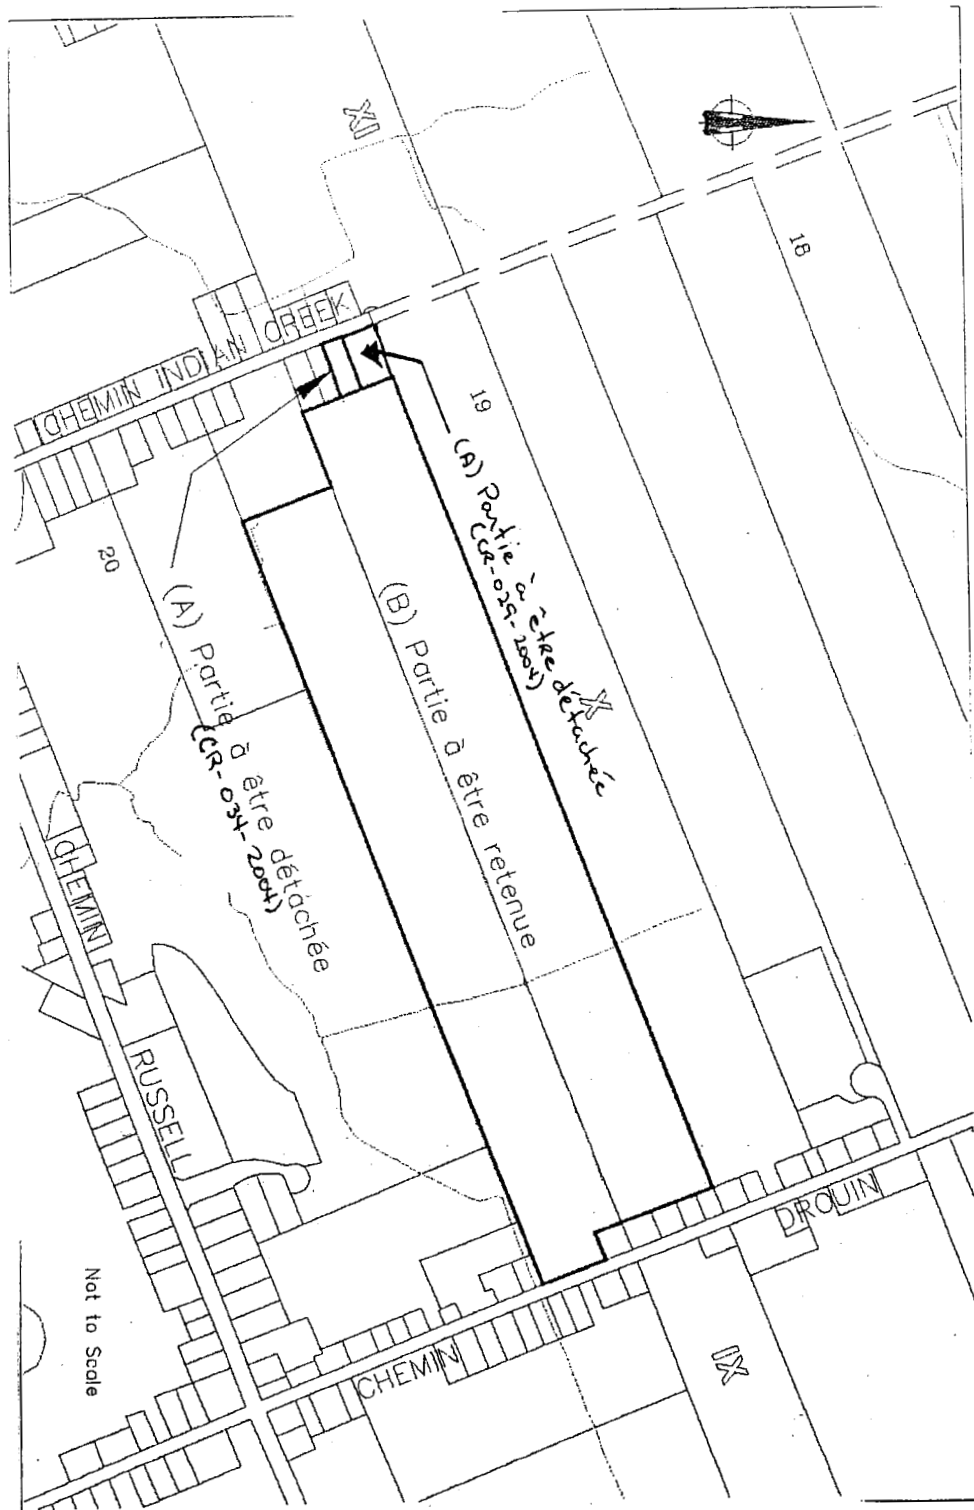 XI
18
CHEMIN INDIAN CREEK
19
(A) Partie à être détachée
(CR-029-2004)
X
20
(B) Partie à être retenue
(A) Partie à être détachée
(CR-034-2004)
CHEMIN RUSSELL
CHEMIN DROUIN
IX
Not to Scale